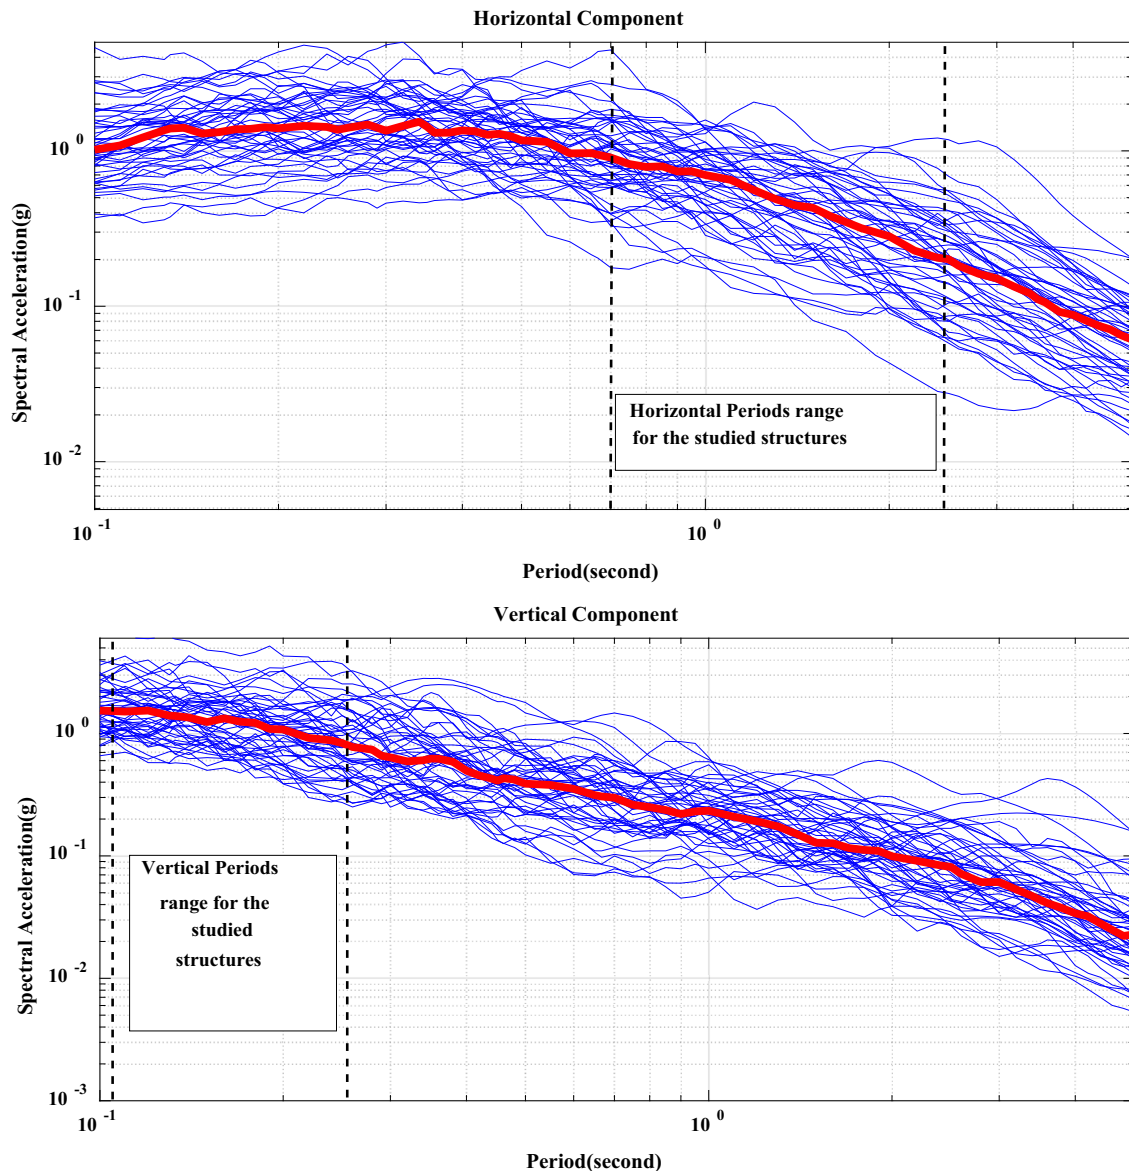 Horizontal Component
Spectral Acceleration(g)
10 0
10 -1
10 -2
Horizontal Periods range
for the studied structures
10 -1
10 0
Period(second)
Vertical Component
Spectral Acceleration(g)
10 0
10 -1
10 -2
10 -3
Vertical Periods
range for the
studied
structures
10 -1
10 0
Period(second)